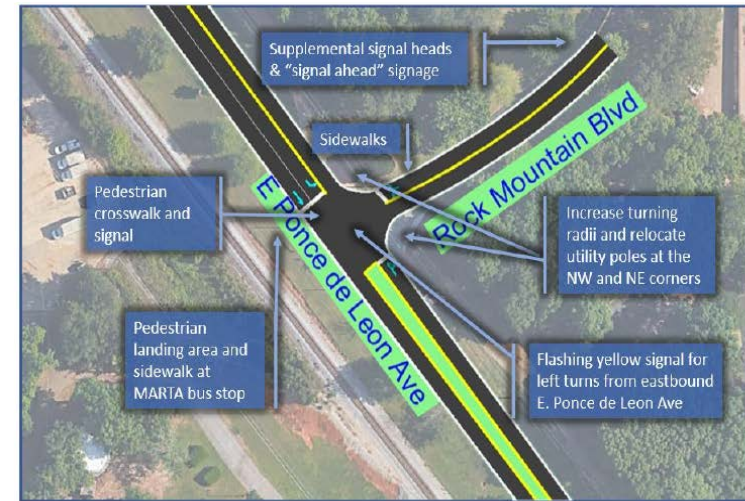 Supplemental signal heads
& “signal ahead” signage
Sidewalks
Pedestrian
crosswalk and
signal
E Ponce de Leon Ave
Rock Mountain Blvd
Increase turning
radii and relocate
utility poles at the
NW and NE corners
Pedestrian
landing area and
sidewalk at
MARTA bus stop
Flashing yellow signal for
left turns from eastbound
E. Ponce de Leon Ave